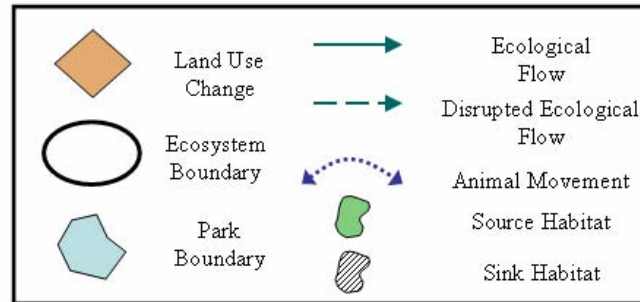 Land Use
Change
Ecosystem
Boundary
Park
Boundary
Ecological
Flow
Disrupted Ecological
Flow
Animal Movement
Source Habitat
Sink Habitat